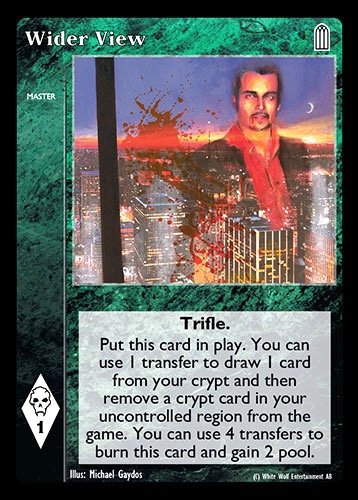 Wider View
MASTER
Trifle.
Put this card in play. You can
use 1 transfer to draw 1 card
from your crypt and then
remove a crypt card in your
uncontrolled region from the
game. You can use 4 transfers to
burn this card and gain 2 pool.
1
Illus: Michael Gaydos
(C) White Wolf Entertainment AB